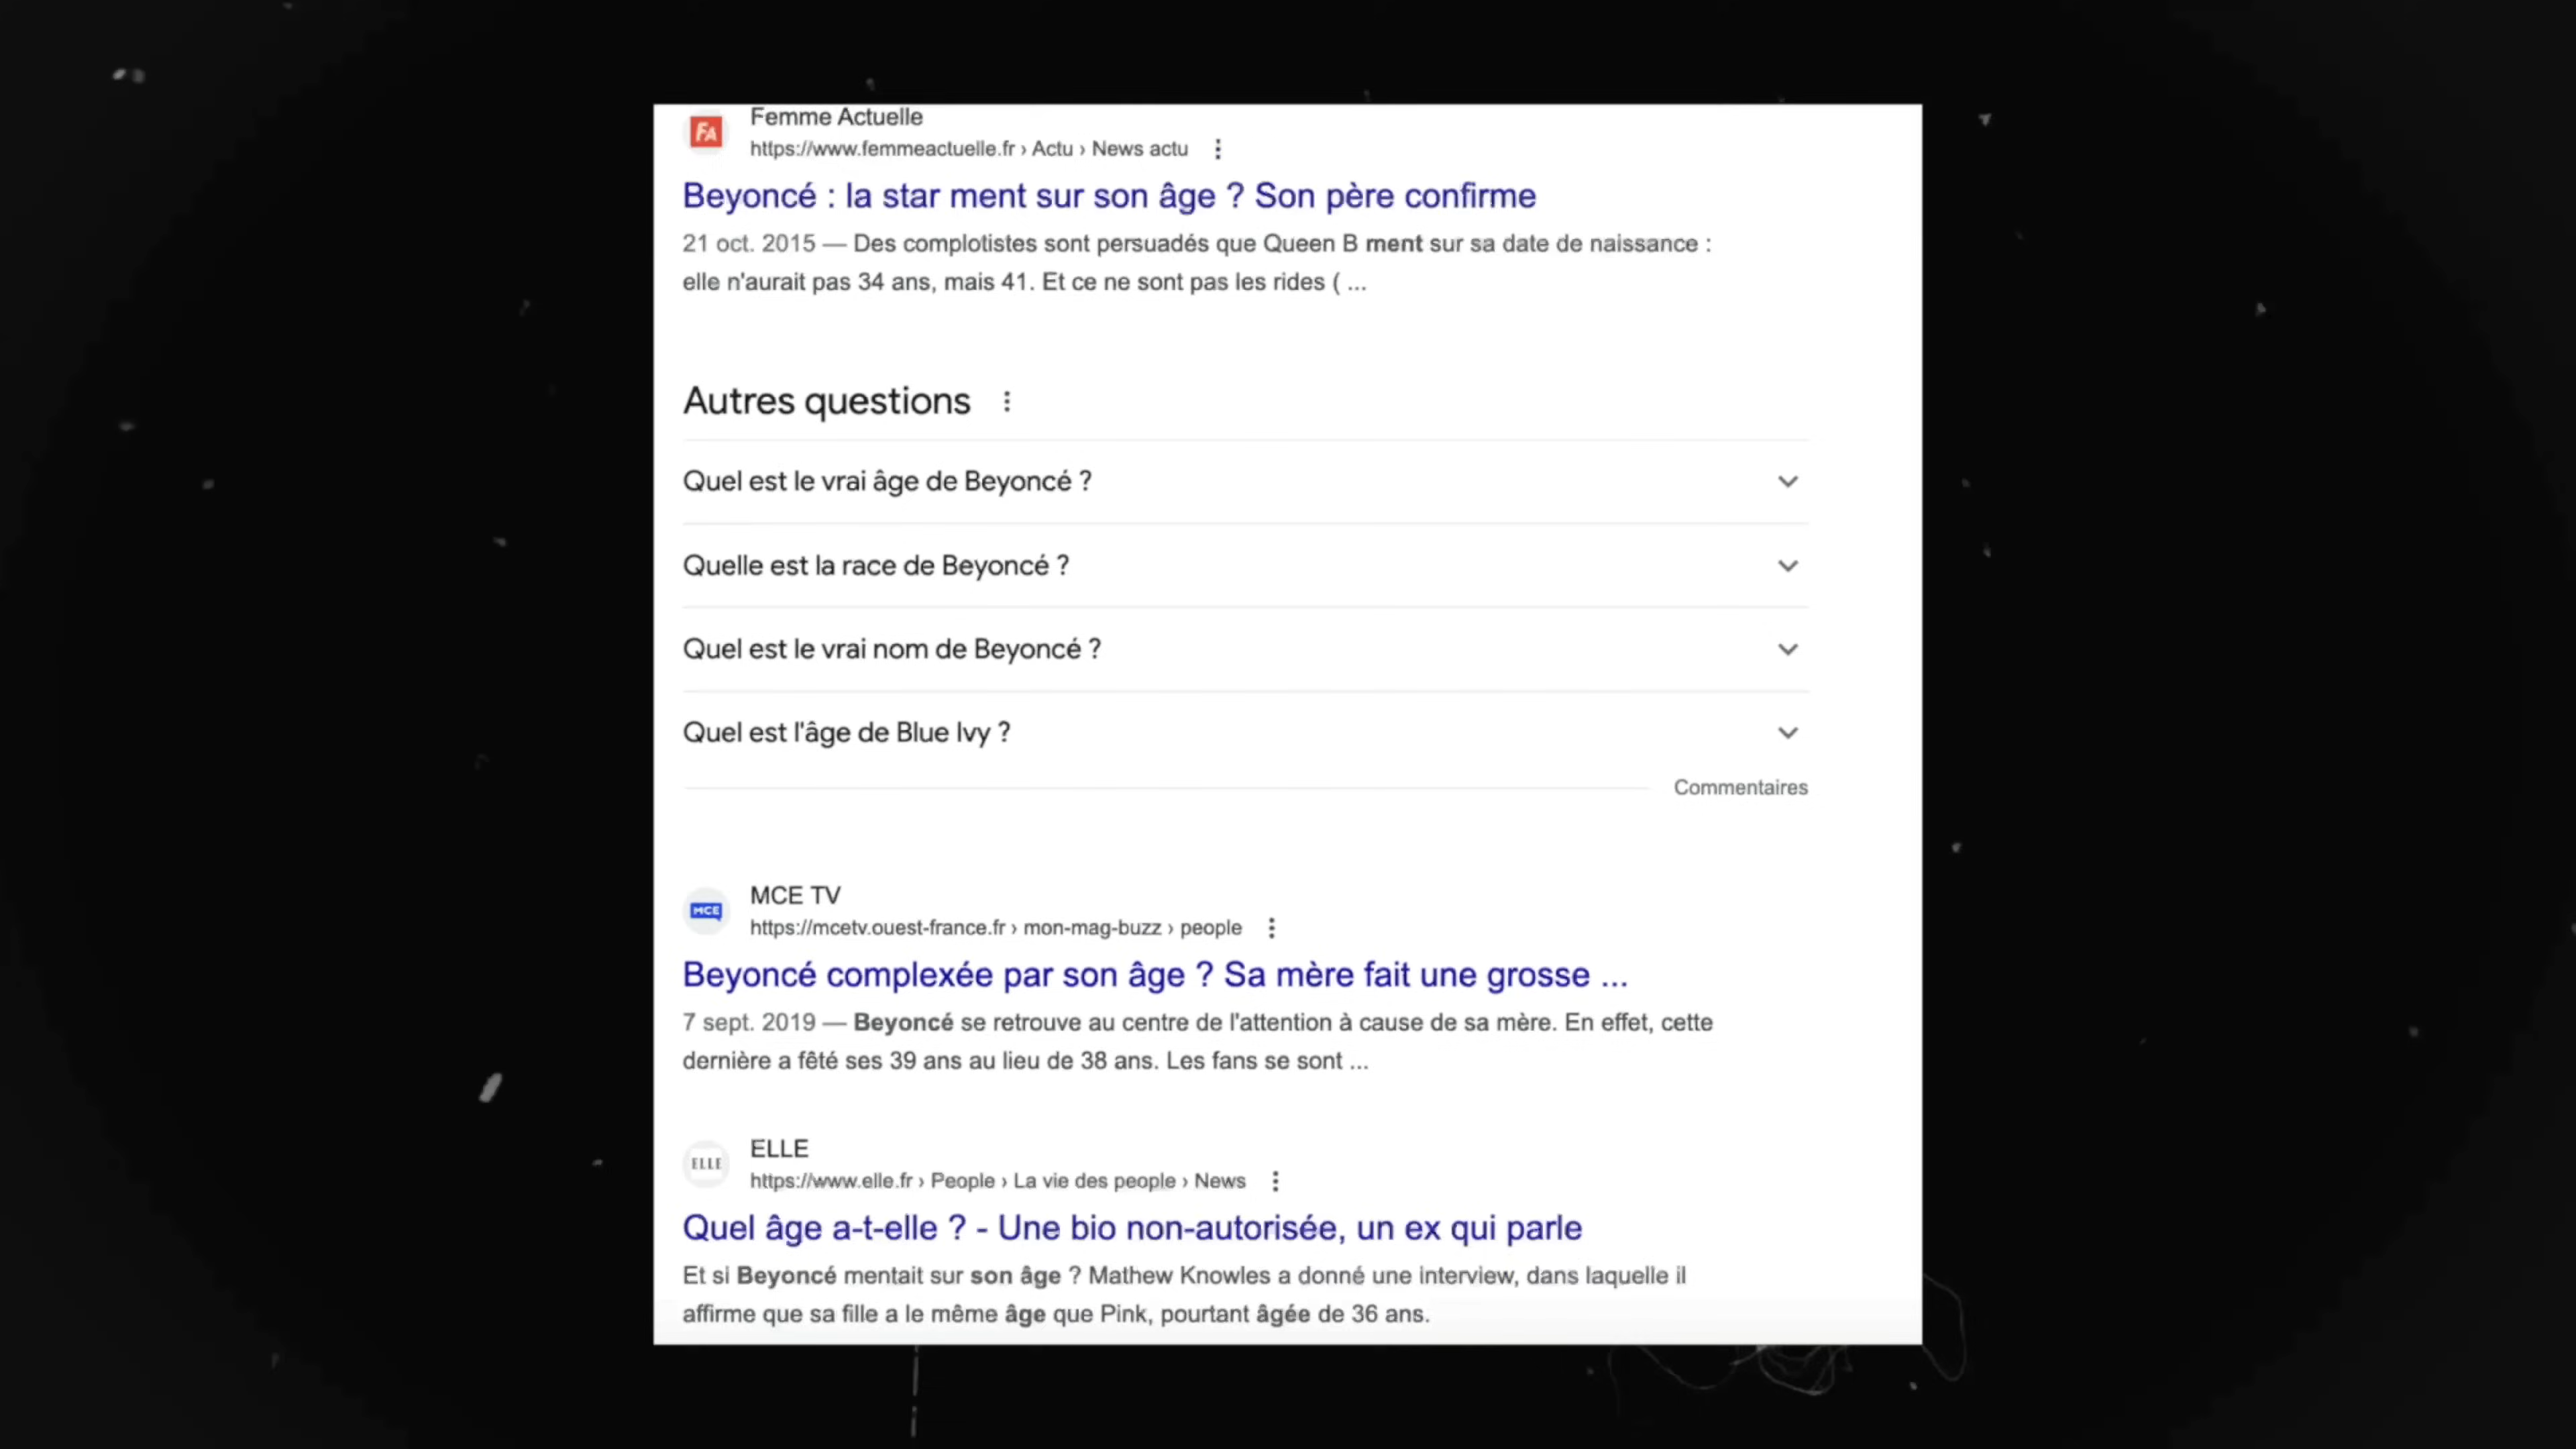 Femme Actuelle
FA
https://www.femmeactuelle.fr › Actu › News actu
Beyoncé : la star ment sur son âge ? Son père confirme
21 oct. 2015 — Des complotistes sont persuadés que Queen B ment sur sa date de naissance :
elle n'aurait pas 34 ans, mais 41. Et ce ne sont pas les rides ( ...
Autres questions
Quel est le vrai âge de Beyoncé ?
Quelle est la race de Beyoncé ?
Quel est le vrai nom de Beyoncé ?
Quel est l'âge de Blue Ivy ?
Commentaires
MCE TV
MCE
https://mcetv.ouest-france.fr › mon-mag-buzz › people
Beyoncé complexée par son âge ? Sa mère fait une grosse ...
7 sept. 2019 — Beyoncé se retrouve au centre de l'attention à cause de sa mère. En effet, cette
dernière a fêté ses 39 ans au lieu de 38 ans. Les fans se sont ...
ELLE
ELLE
https://www.elle.fr › People › La vie des people › News
Quel âge a-t-elle ? - Une bio non-autorisée, un ex qui parle
Et si Beyoncé mentait sur son âge ? Mathew Knowles a donné une interview, dans laquelle il
affirme que sa fille a le même âge que Pink, pourtant âgée de 36 ans.